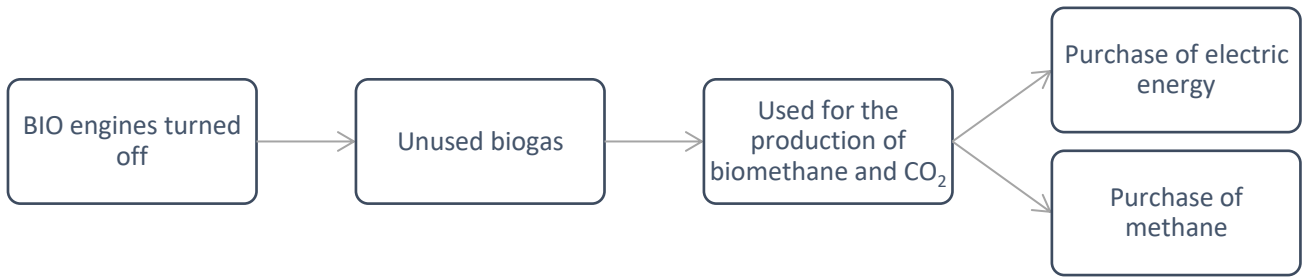 BIO engines turned
off
Unused biogas
Used for the
production of
biomethane and CO₂
Purchase of electric
energy
Purchase of
methane